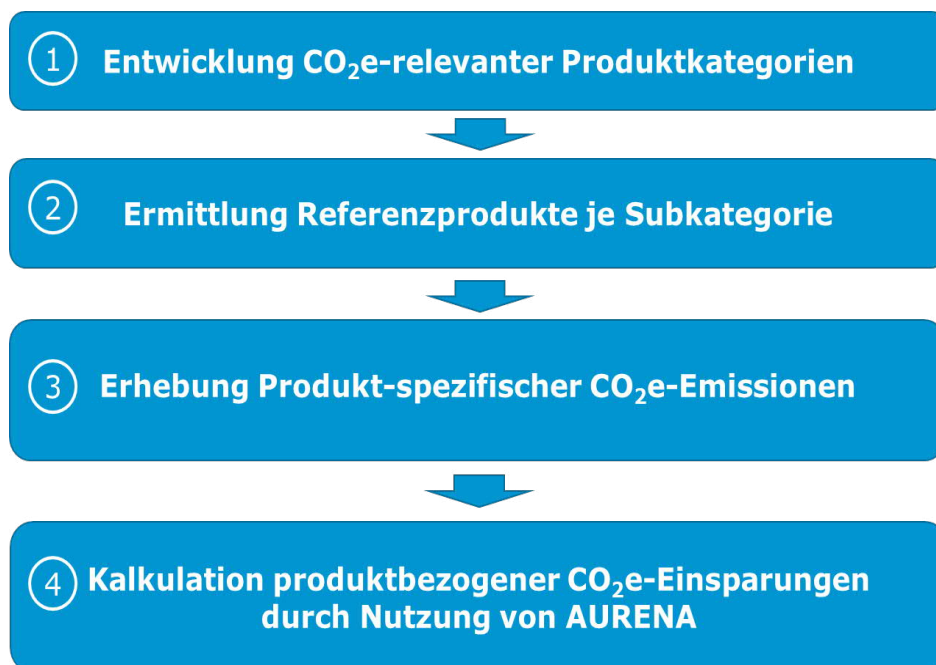 1 Entwicklung CO₂e-relevanter Produktkategorien
2 Ermittlung Referenzprodukte je Subkategorie
3 Erhebung Produkt-spezifischer CO₂e-Emissionen
4 Kalkulation produktbezogener CO₂e-Einsparungen
durch Nutzung von AURENA